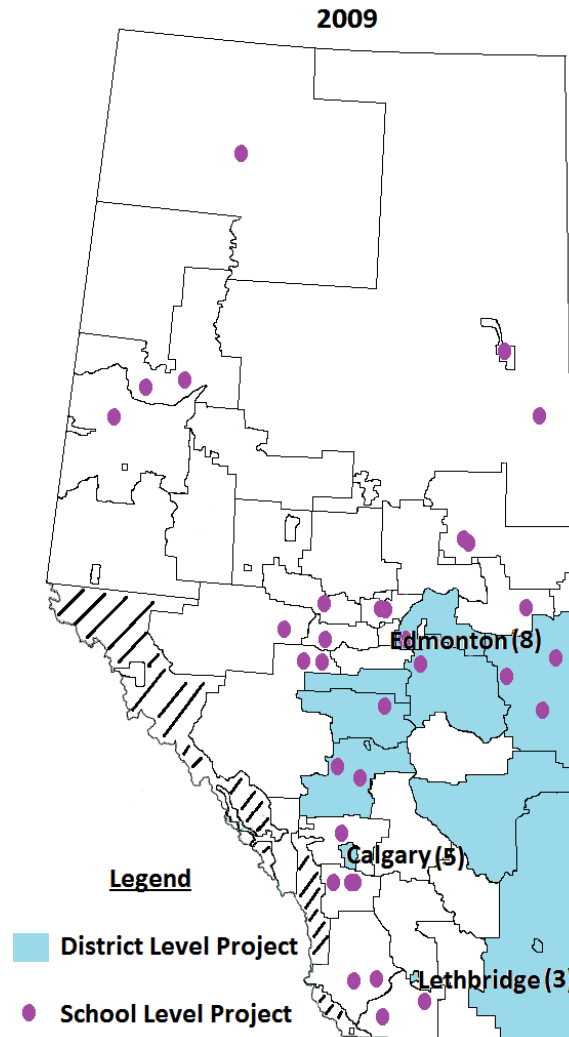 2009
Edmonton (8)
Calgary (5)
Legend
District Level Project
Lethbridge (3)
School Level Project